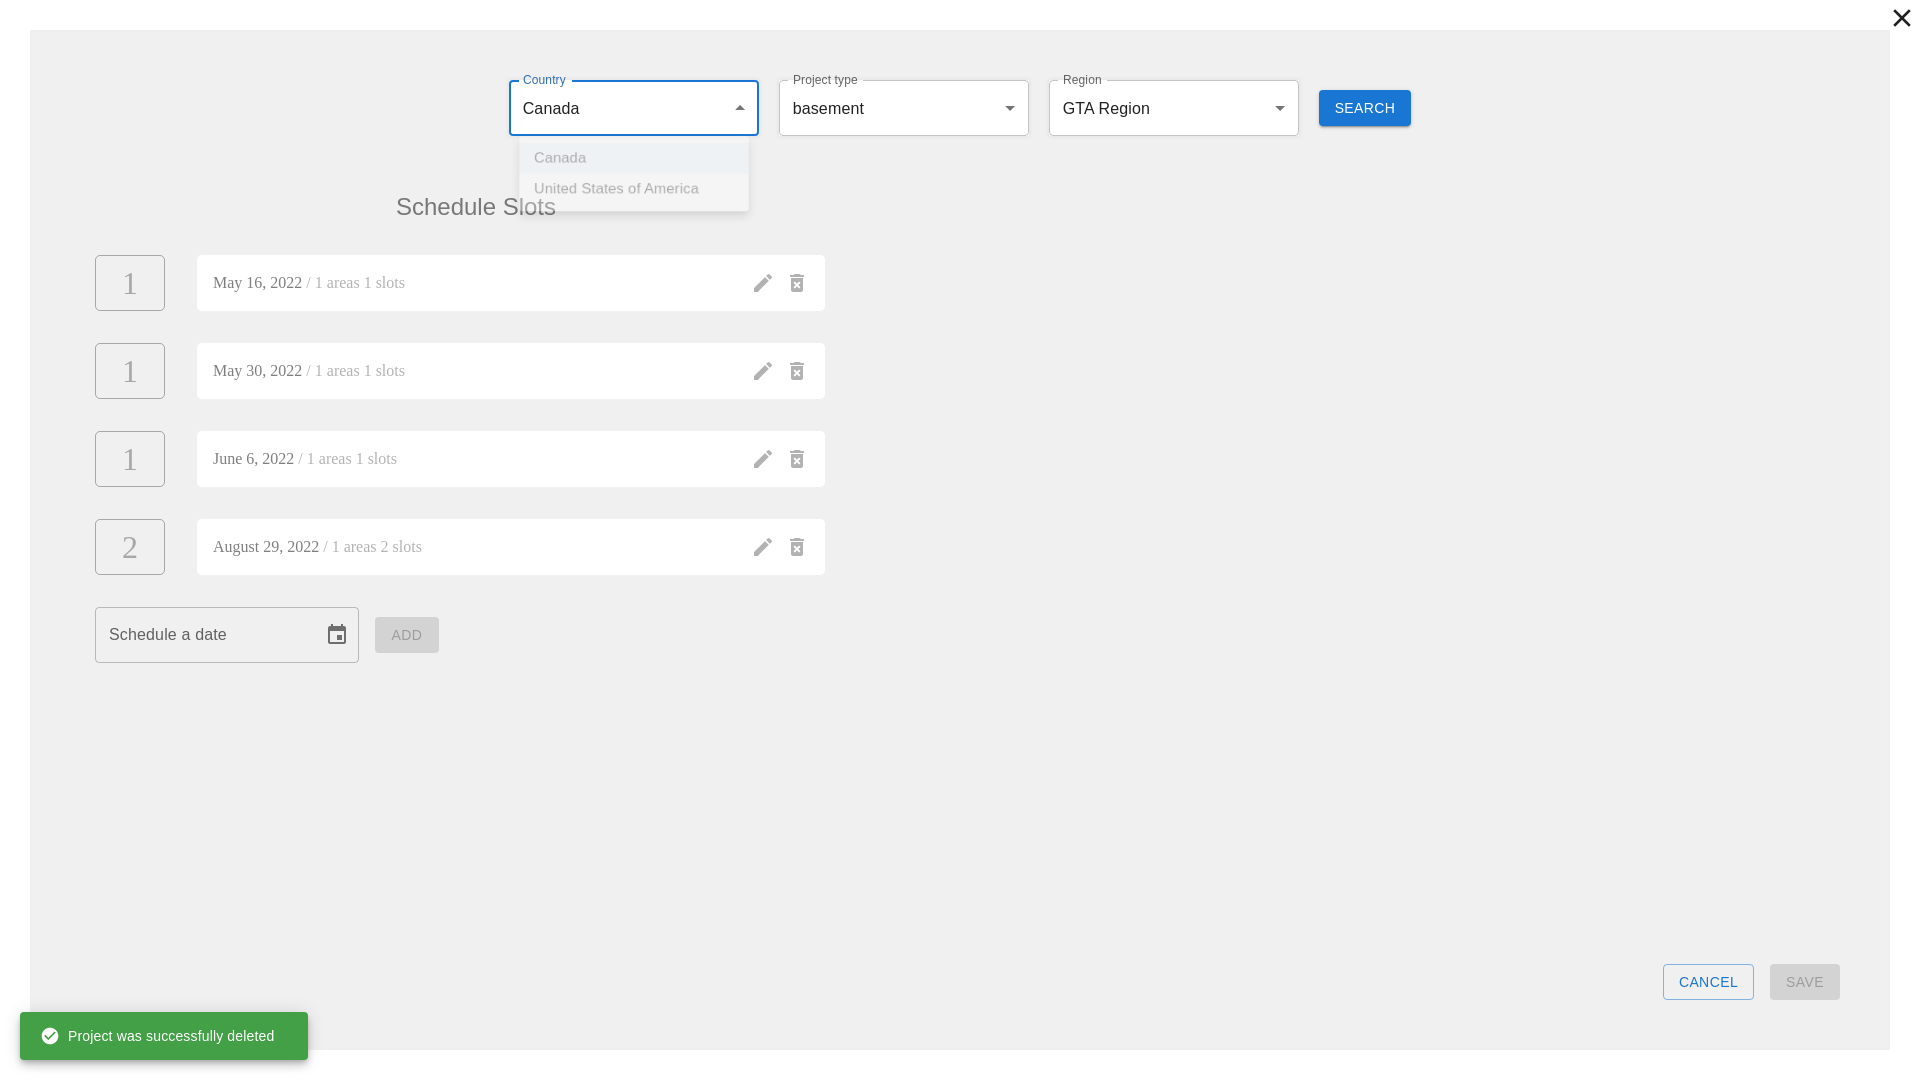 Country
Canada
Project type
basement
Region
GTA Region
SEARCH
Canada
United States of America
Schedule Slots
1
May 16, 2022 / 1 areas 1 slots
1
May 30, 2022 / 1 areas 1 slots
1
June 6, 2022 / 1 areas 1 slots
2
August 29, 2022 / 1 areas 2 slots
Schedule a date
ADD
CANCEL
SAVE
Project was successfully deleted